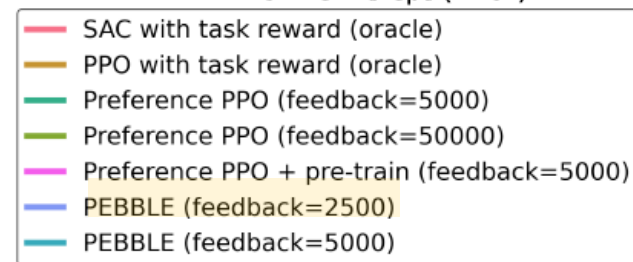 SAC with task reward (oracle)
PPO with task reward (oracle)
Preference PPO (feedback=5000)
Preference PPO (feedback=50000)
Preference PPO + pre-train (feedback=5000)
PEBBLE (feedback=2500)
PEBBLE (feedback=5000)